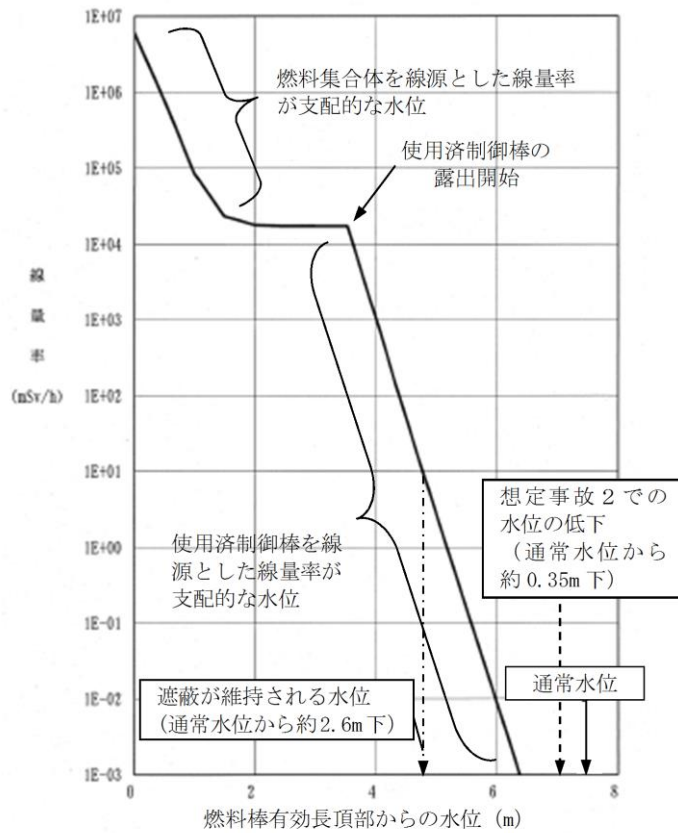 1E+07
1E+06
1E+05
1E+04
1E+03
1E+02
1E+01
1E+00
1E-01
1E-02
1E-03
線
量
率
(mSv/h)
燃料集合体を線源とした線量率
が支配的な水位
使用済制御棒の
露出開始
使用済制御棒を線
源とした線量率が
支配的な水位
想定事故2での
水位の低下
（通常水位から
約0.35m下）
遮蔽が維持される水位
（通常水位から約2.6m下）
通常水位
0
2
4
6
8
燃料棒有効長頂部からの水位 (m)